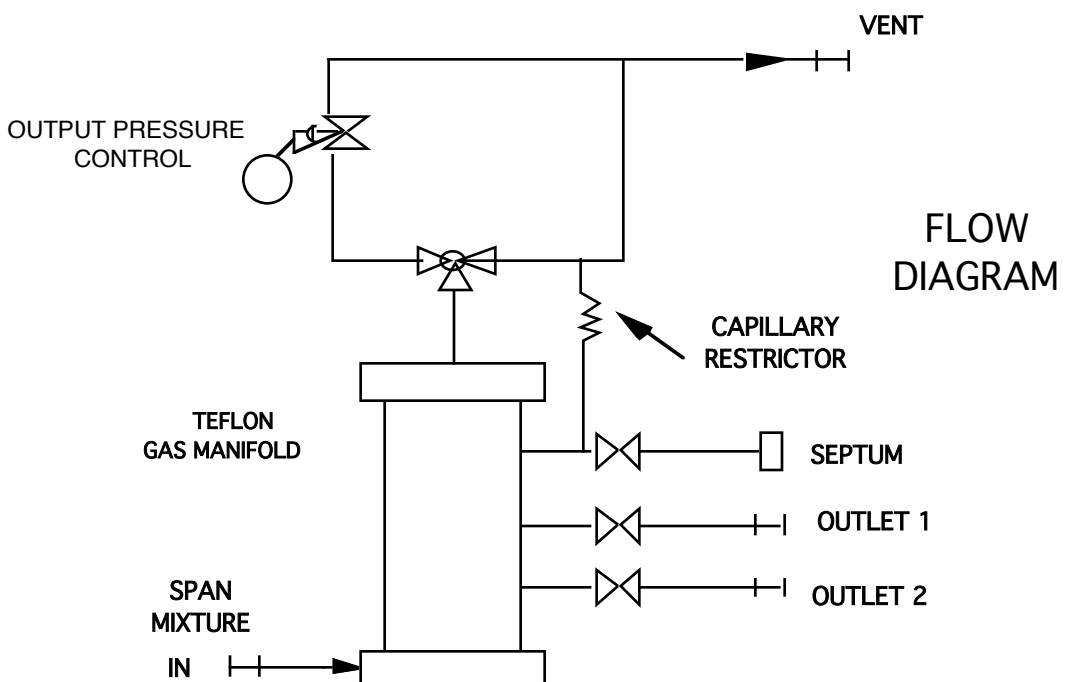 VENT
OUTPUT PRESSURE
CONTROL
FLOW
DIAGRAM
CAPILLARY
RESTRICTOR
TEFLON
GAS MANIFOLD
SEPTUM
OUTLET 1
SPAN
MIXTURE
OUTLET 2
IN